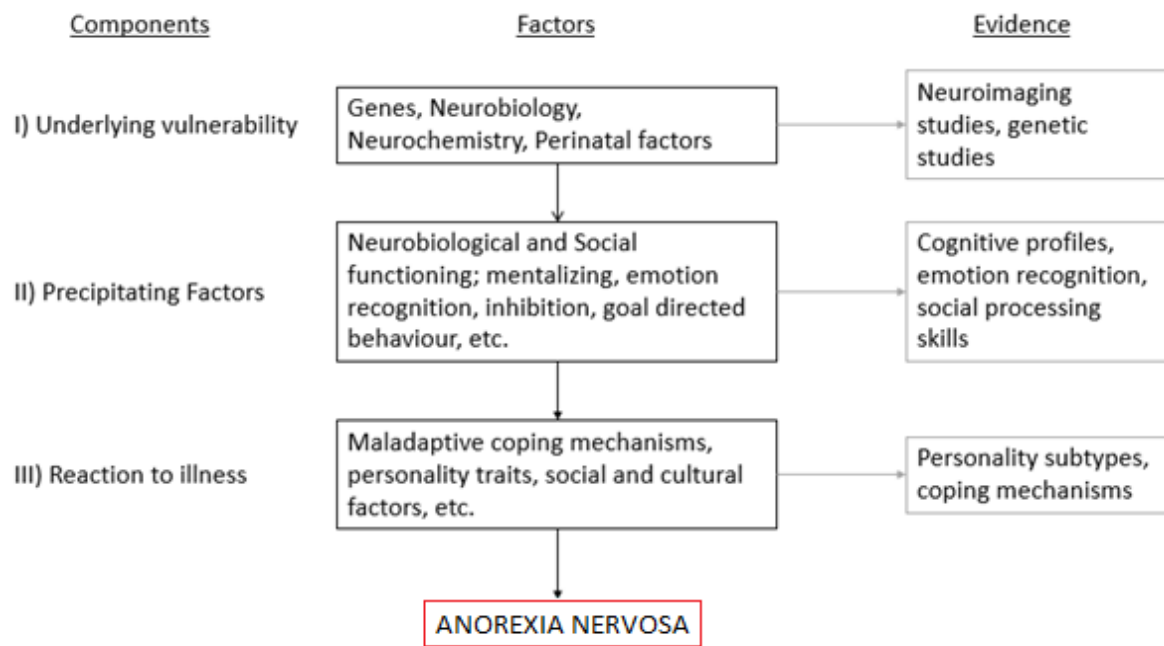 Components
Factors
Evidence
I) Underlying vulnerability
Genes, Neurobiology,
Neurochemistry, Perinatal factors
Neuroimaging
studies, genetic
studies
II) Precipitating Factors
Neurobiological and Social
functioning; mentalizing, emotion
recognition, inhibition, goal directed
behaviour, etc.
Cognitive profiles,
emotion recognition,
social processing
skills
III) Reaction to illness
Maladaptive coping mechanisms,
personality traits, social and cultural
factors, etc.
Personality subtypes,
coping mechanisms
ANOREXIA NERVOSA